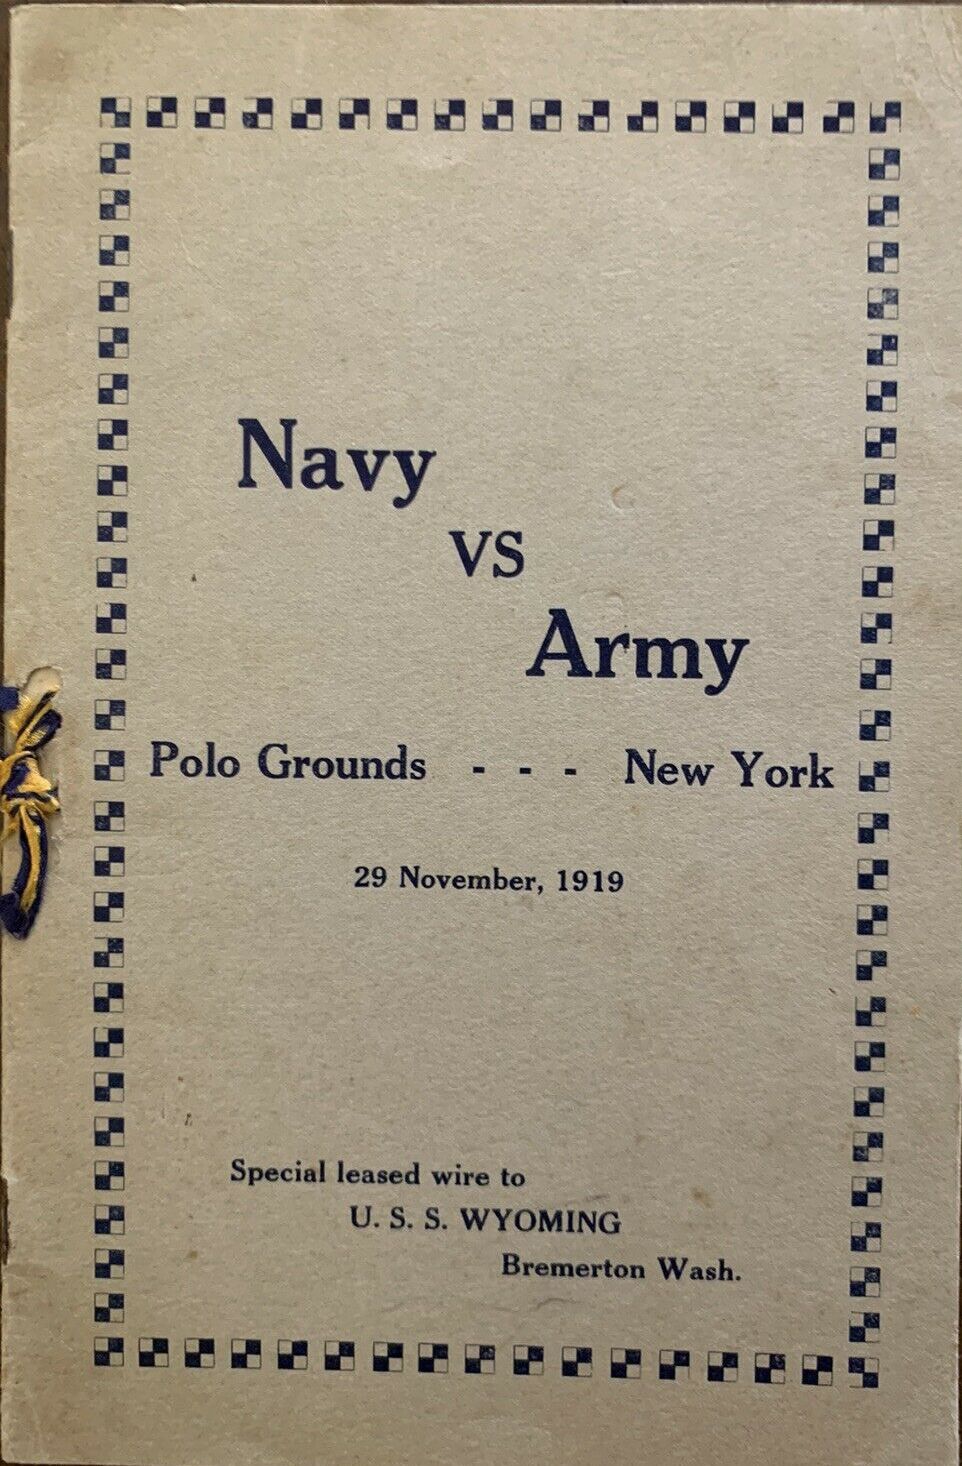 Navy
VS
Army
Polo Grounds - - - New York
29 November, 1919
Special leased wire to
U. S. S. WYOMING
Bremerton Wash.